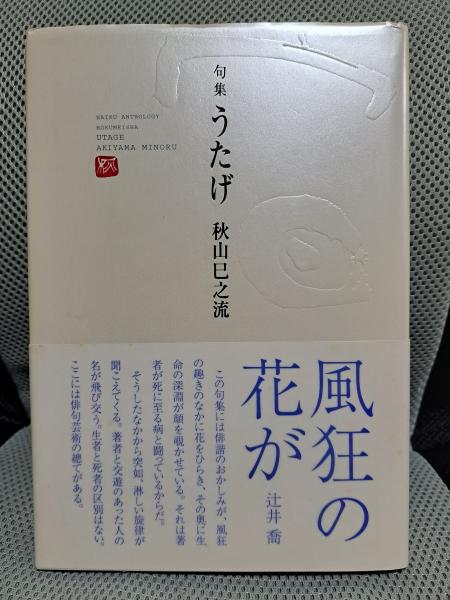 句集
うたげ
秋山巳之流
HAIKU ANTHOLOGY
HOKUMEISHA
UTAGE
AKIYAMA MINORU
風狂の
花が
辻井 喬
この句集には俳諧のおかしみが、風狂
の趣きのなかに花をひらき、その奥に生
命の深淵が顔を覗かせている。それは著
者が死に至る病と闘っているからだ。
そうしたなかから突如、淋しい旋律が
聞こえてくる。著者と交遊のあった人の
名が飛び交う。生者と死者の区別はない。
ここには俳句芸術の總てがある。